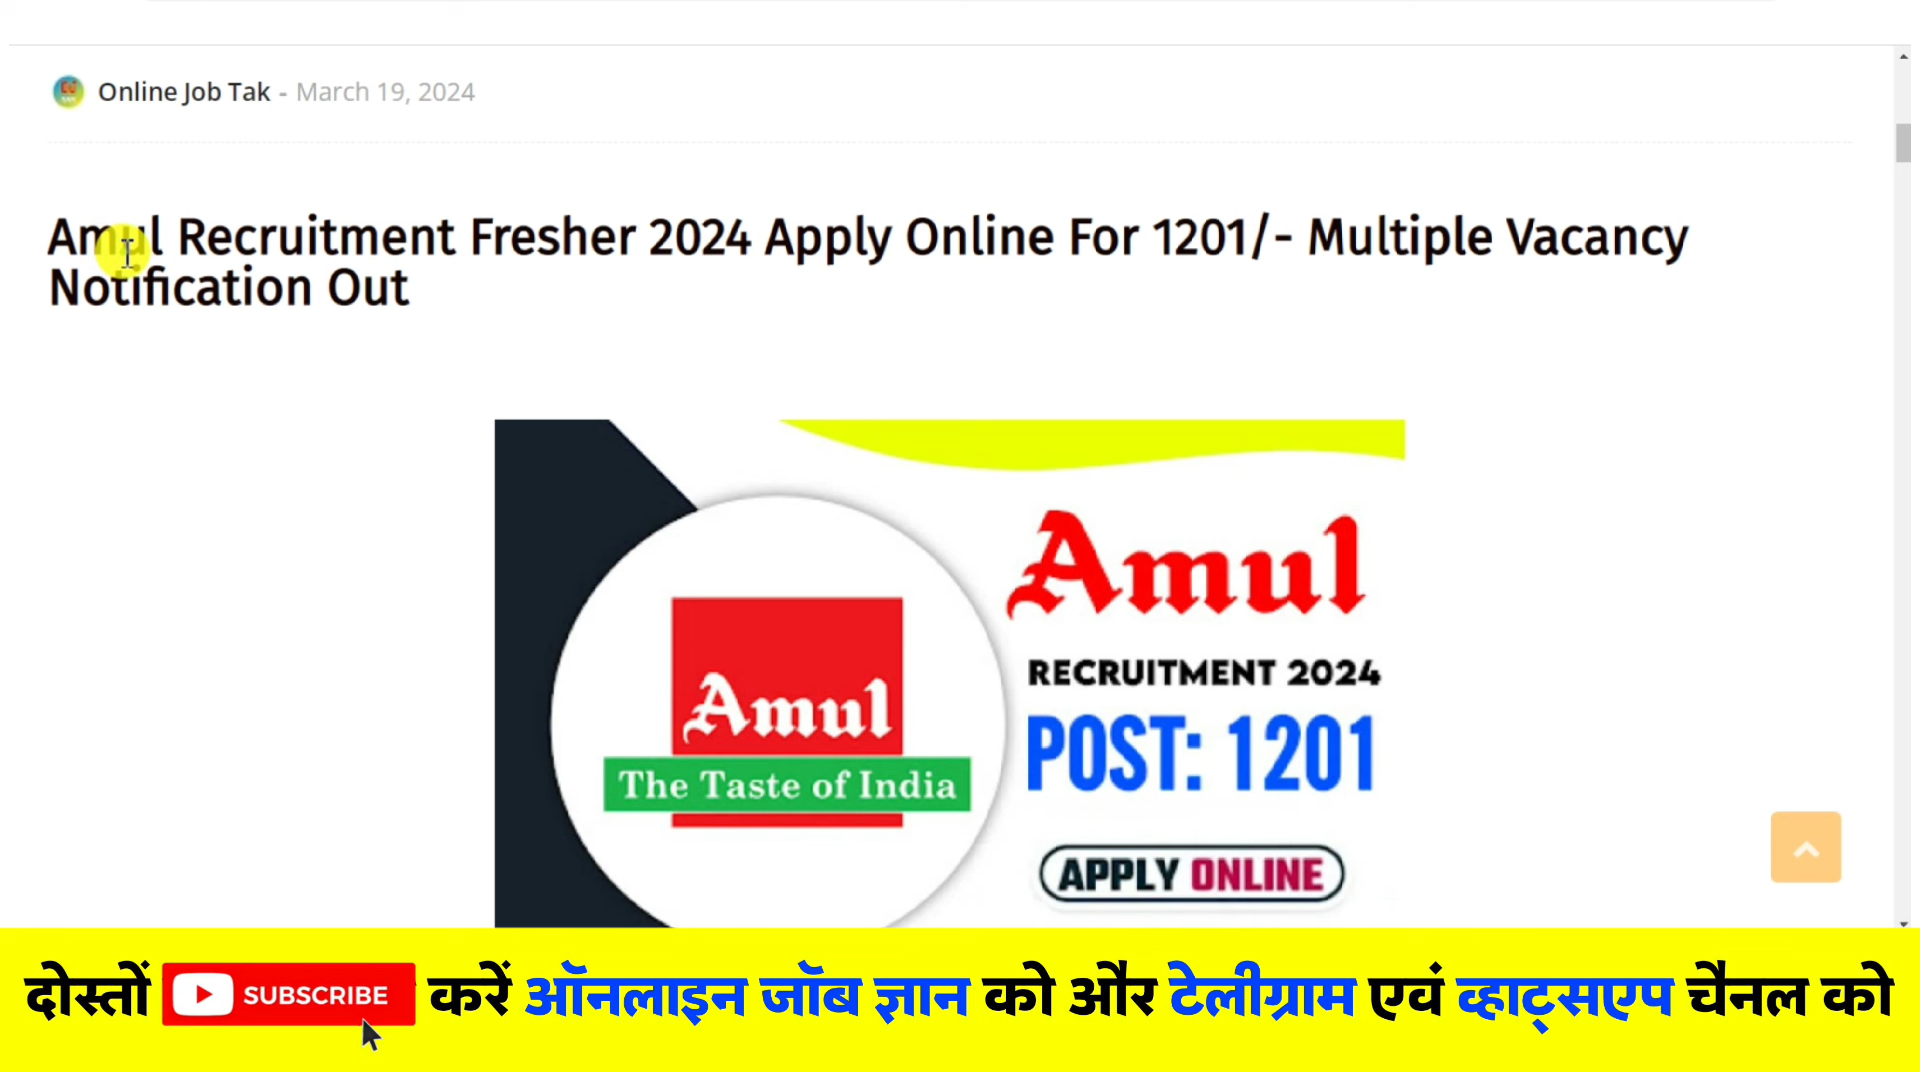 Online Job Tak - March 19, 2024
Amul Recruitment Fresher 2024 Apply Online For 1201/- Multiple Vacancy
Notification Out
Amul
RECRUITMENT 2024
POST: 1201
APPLY ONLINE
Amul
The Taste of India
दोस्तों SUBSCRIBE करें ऑनलाइन जॉब ज्ञान को और टेलीग्राम एवं व्हाट्सएप चैनल को